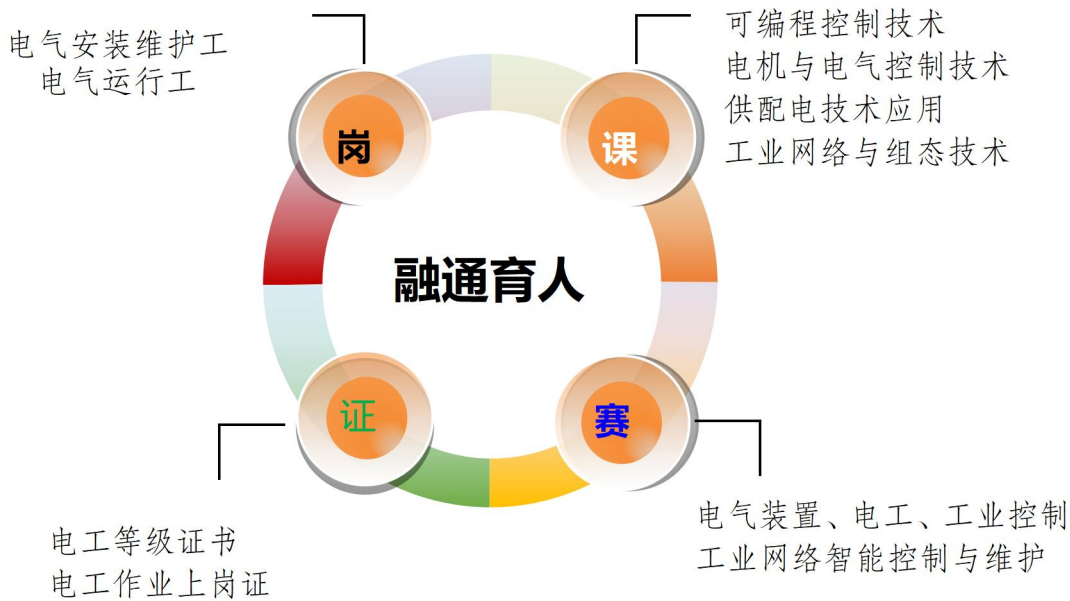 电气安装维护工
电气运行工
岗
可编程控制技术
电机与电气控制技术
供配电技术应用
工业网络与组态技术
课
融通育人
证
电工等级证书
电工作业上岗证
赛
电气装置、电工、工业控制
工业网络智能控制与维护